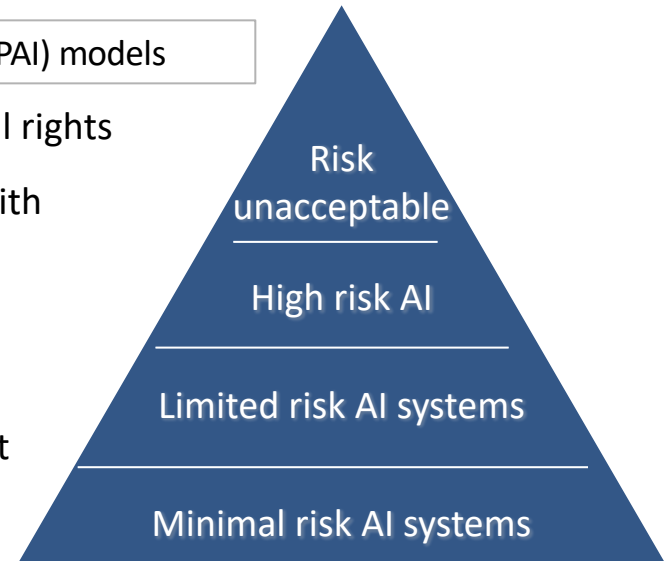 PAI) models
l rights
ith
t
Risk
unacceptable
High risk AI
Limited risk AI systems
Minimal risk AI systems